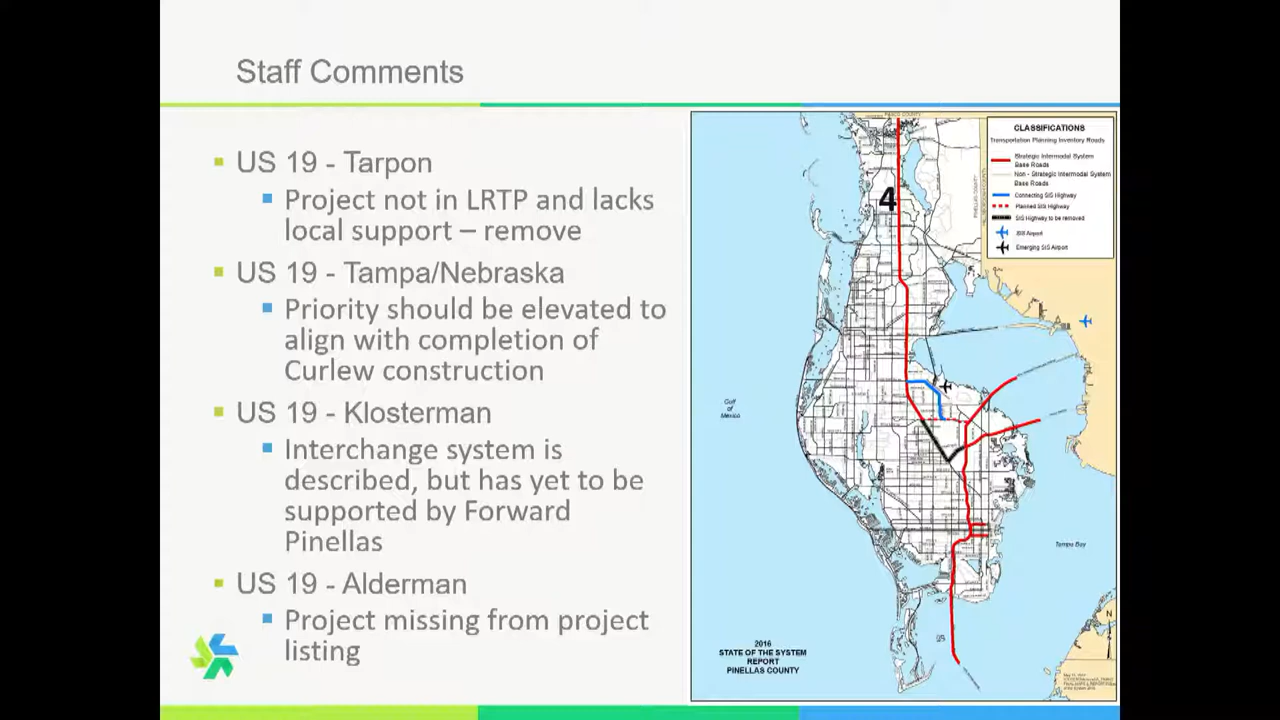 Staff Comments
US 19 - Tarpon
Project not in LRTP and lacks
local support – remove
US 19 - Tampa/Nebraska
Priority should be elevated to
align with completion of
Curlew construction
US 19 - Klosterman
Interchange system is
described, but has yet to be
supported by Forward
Pinellas
US 19 - Alderman
Project missing from project
listing
CLASSIFICATIONS
Transportation Planning Inventory Roads
Strategic Intermodal System
Base Roads
Non - Strategic Intermodal System
Base Roads
Connecting SIS Highway
Planned SIS Highway
SIS Highway to be removed
SIS Airport
Emerging SIS Airport
4
Gulf
of
Mexico
Tampa Bay
N
2016
STATE OF THE SYSTEM
REPORT
PINELLAS COUNTY